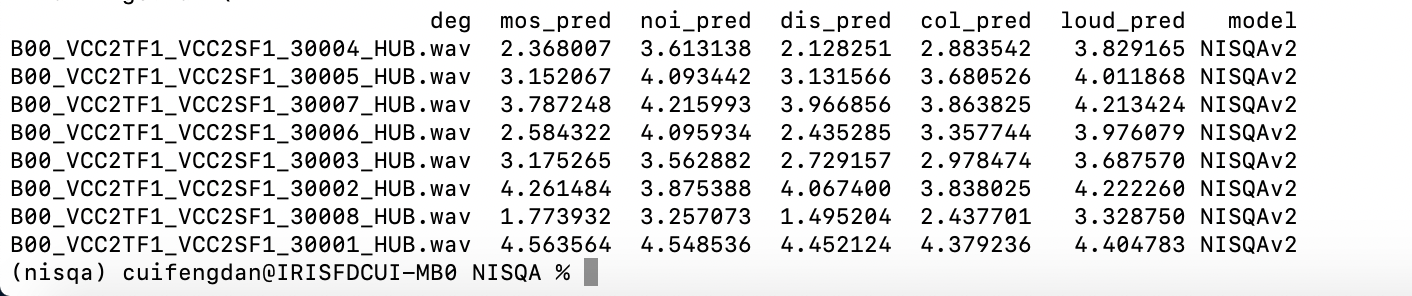 deg mos_pred noi_pred dis_pred col_pred loud_pred model
B00_VCC2TF1_VCC2SF1_30004_HUB.wav 2.368007 3.613138 2.128251 2.883542 3.829165 NISQAv2
B00_VCC2TF1_VCC2SF1_30005_HUB.wav 3.152067 4.093442 3.131566 3.680526 4.011868 NISQAv2
B00_VCC2TF1_VCC2SF1_30007_HUB.wav 3.787248 4.215993 3.966856 3.863825 4.213424 NISQAv2
B00_VCC2TF1_VCC2SF1_30006_HUB.wav 2.584322 4.095934 2.435285 3.357744 3.976079 NISQAv2
B00_VCC2TF1_VCC2SF1_30003_HUB.wav 3.175265 3.562882 2.729157 2.978474 3.687570 NISQAv2
B00_VCC2TF1_VCC2SF1_30002_HUB.wav 4.261484 3.875388 4.067400 3.838025 4.222260 NISQAv2
B00_VCC2TF1_VCC2SF1_30008_HUB.wav 1.773932 3.257073 1.495204 2.437701 3.328750 NISQAv2
B00_VCC2TF1_VCC2SF1_30001_HUB.wav 4.563564 4.548536 4.452124 4.379236 4.404783 NISQAv2
(nisqa) cuifengdan@IRISFDCUI-MB0 NISQA %